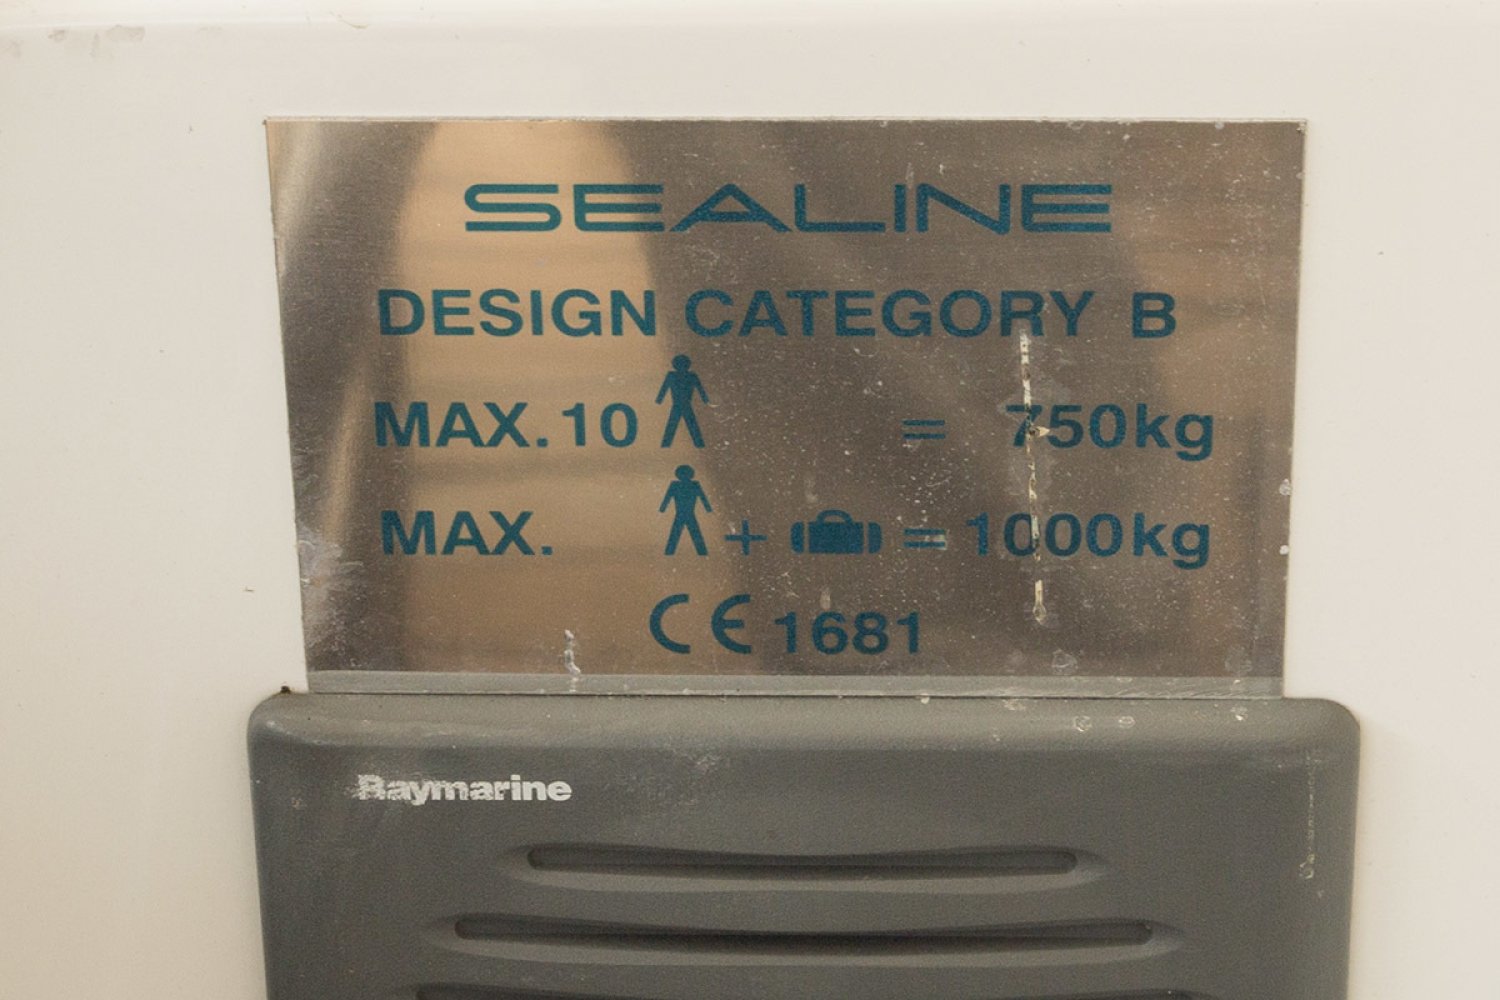 SEALINE
DESIGN CATEGORY B
MAX. 10 = 750kg
MAX. + = 1000kg
CE 1681
Raymarine